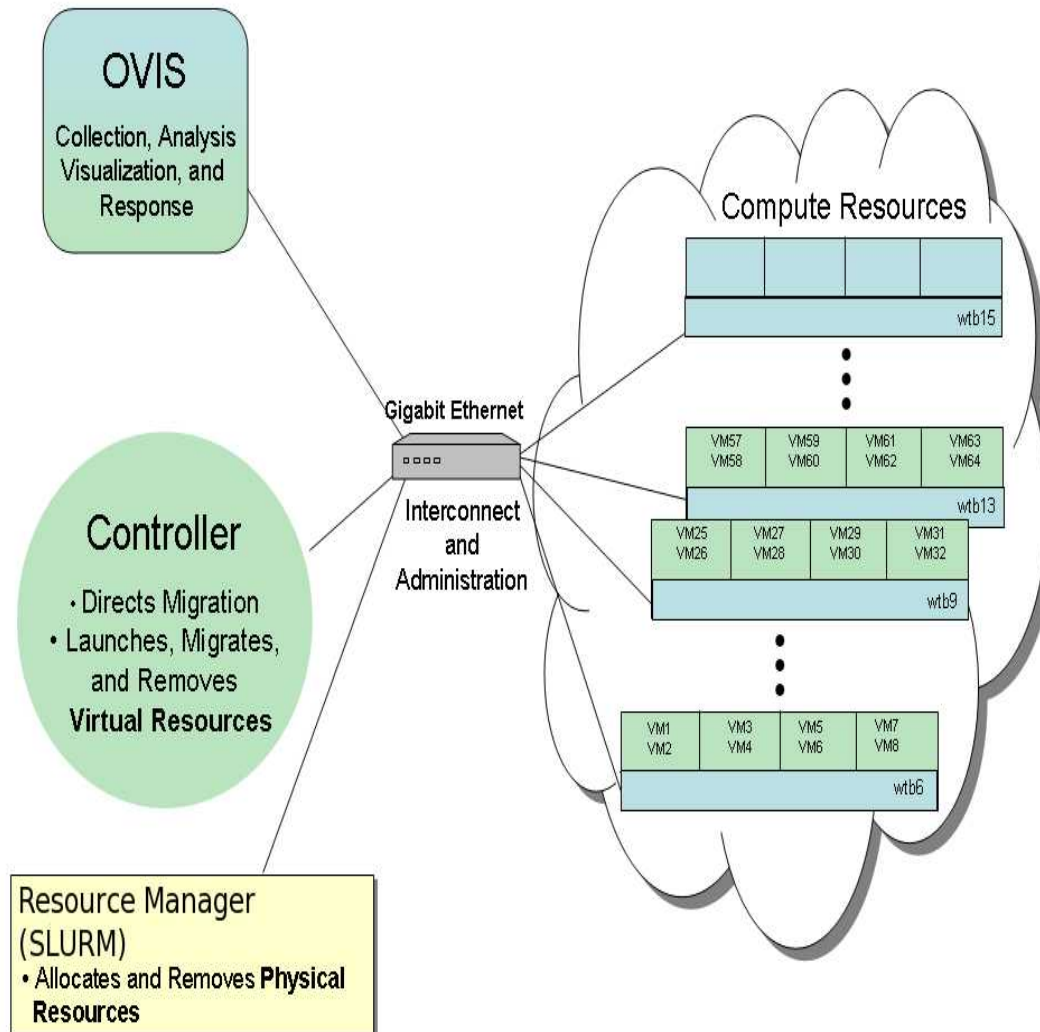 OVIS
Collection, Analysis
Visualization, and
Response
Compute Resources
wtb15
Gigabit Ethernet
VM57 VM59 VM61 VM63
VM58 VM60 VM62 VM64
wtb13
Interconnect
and
Administration
VM25 VM27 VM29 VM31
VM26 VM28 VM30 VM32
wtb9
Controller
• Directs Migration
• Launches, Migrates,
and Removes
Virtual Resources
VM1 VM3 VM5 VM7
VM2 VM4 VM6 VM8
wtb6
Resource Manager
(SLURM)
• Allocates and Removes Physical
Resources